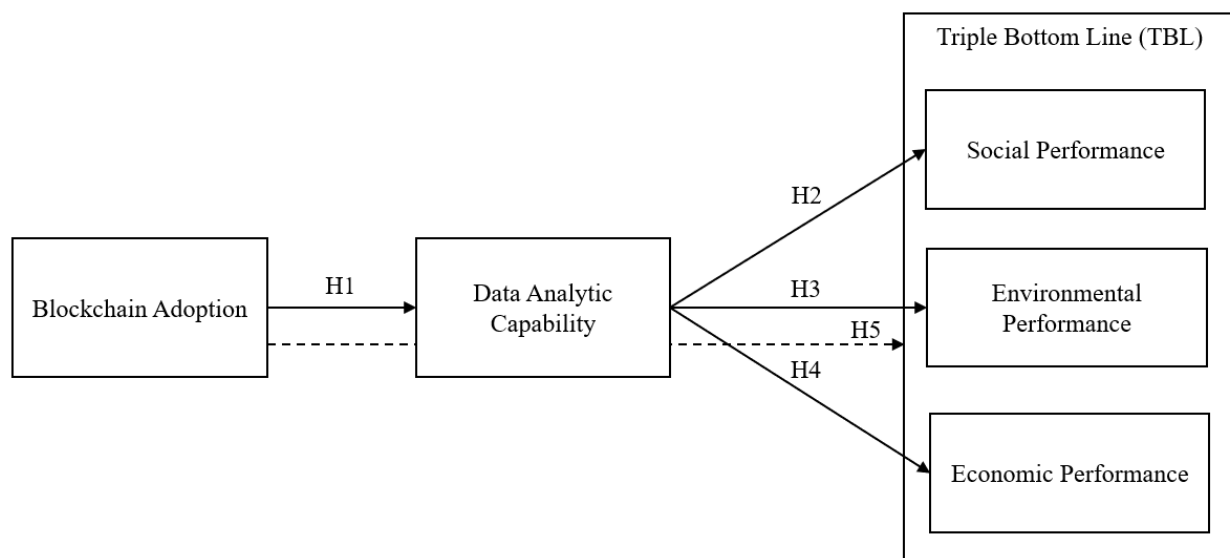 Triple Bottom Line (TBL)
Social Performance
H2
Blockchain Adoption
H1
Data Analytic
Capability
H3
Environmental
Performance
H5
H4
Economic Performance